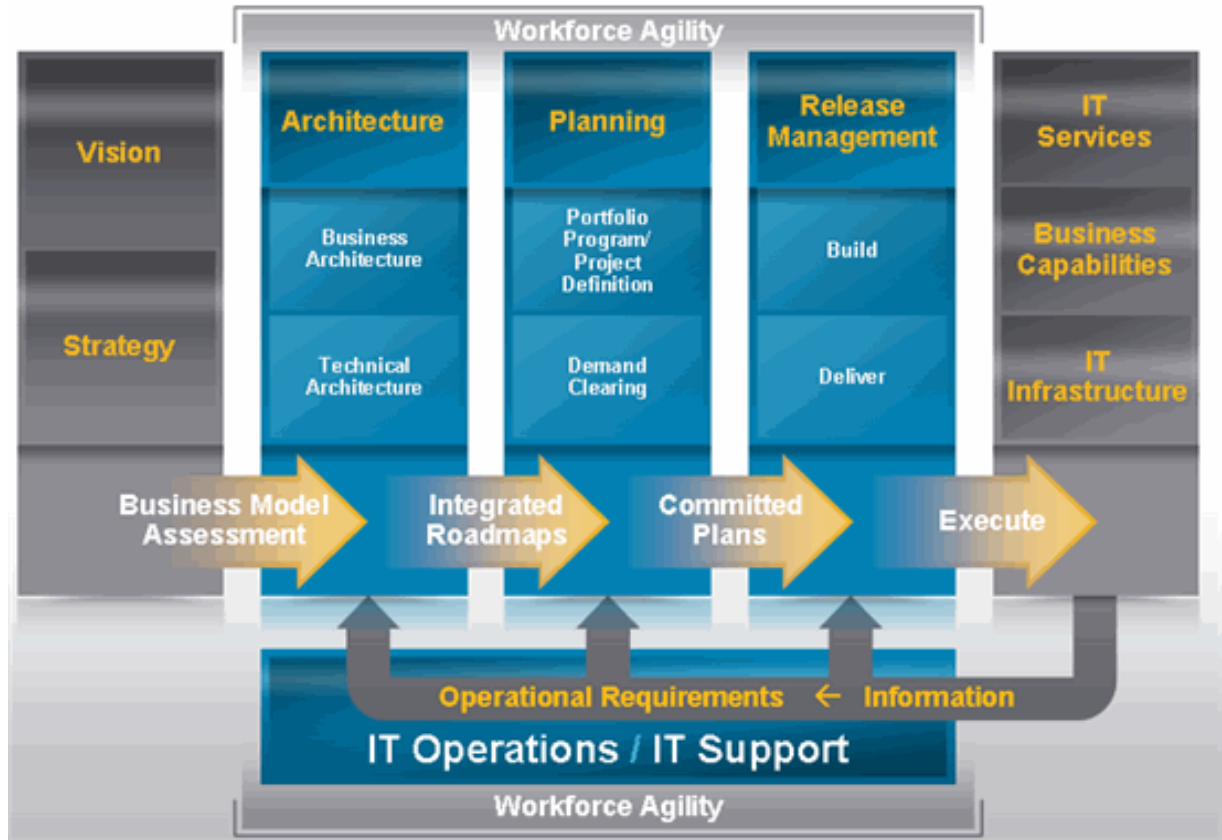 Workforce Agility
Vision
Strategy
Architecture
Business
Architecture
Technical
Architecture
Planning
Portfolio
Program/
Project
Definition
Demand
Clearing
Release
Management
Build
Deliver
IT
Services
Business
Capabilities
IT
Infrastructure
Business Model
Assessment
Integrated
Roadmaps
Committed
Plans
Execute
Operational Requirements ← Information
IT Operations / IT Support
Workforce Agility